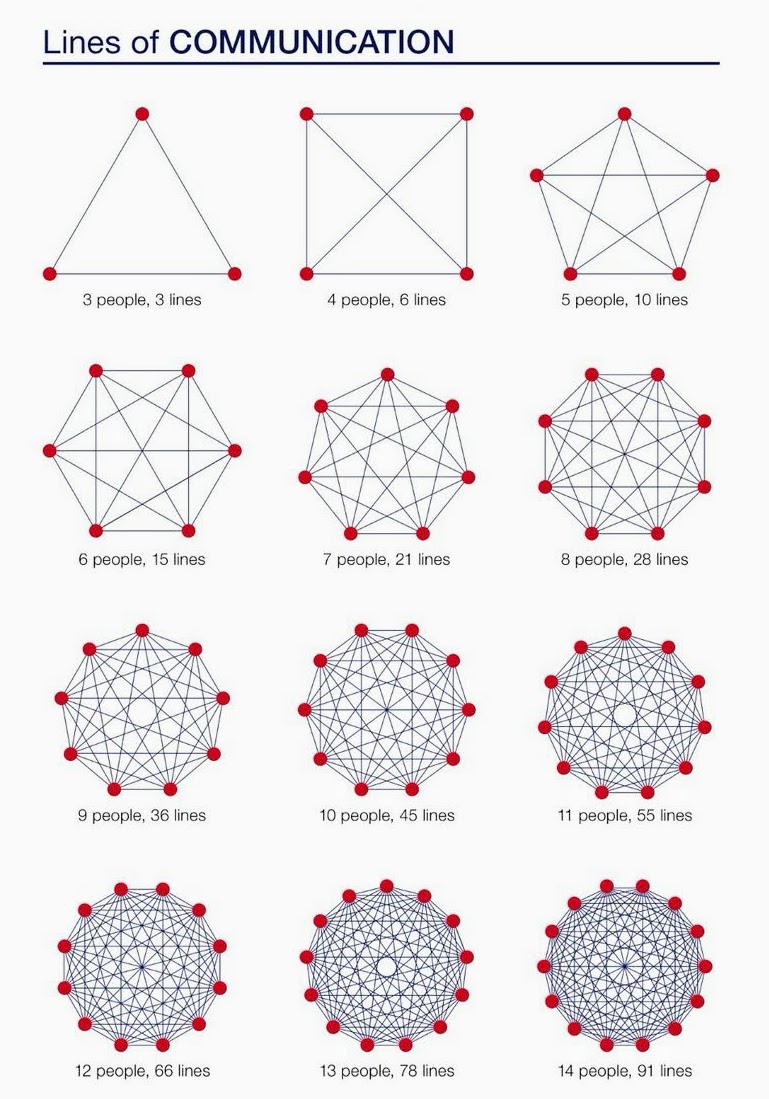 Lines of COMMUNICATION
3 people, 3 lines
4 people, 6 lines
5 people, 10 lines
6 people, 15 lines
7 people, 21 lines
8 people, 28 lines
9 people, 36 lines
10 people, 45 lines
11 people, 55 lines
12 people, 66 lines
13 people, 78 lines
14 people, 91 lines